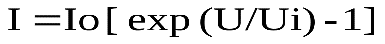 I =Io[ exp (U/Ui) -1]